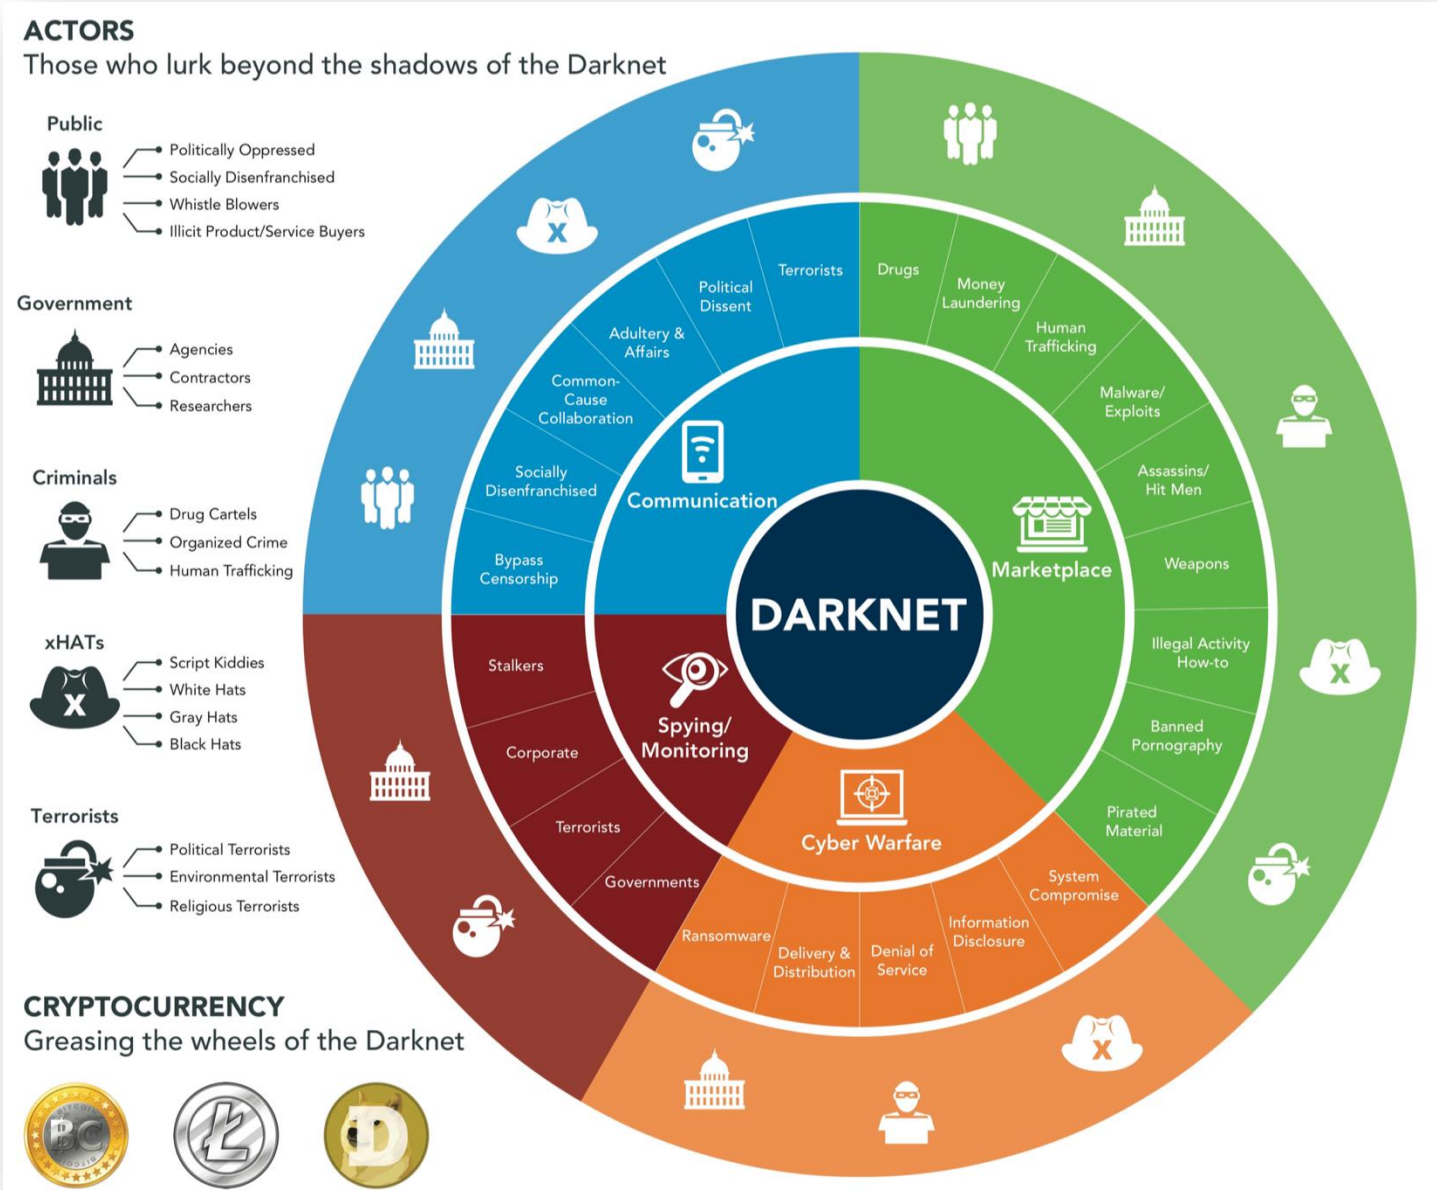 ACTORS
Those who lurk beyond the shadows of the Darknet
Public
Politically Oppressed
Socially Disenfranchised
Whistle Blowers
Illicit Product/Service Buyers
Government
Agencies
Contractors
Researchers
Criminals
Drug Cartels
Organized Crime
Human Trafficking
xHATs
X
Script Kiddies
White Hats
Gray Hats
Black Hats
Terrorists
Political Terrorists
Environmental Terrorists
Religious Terrorists
CRYPTOCURRENCY
Greasing the wheels of the Darknet
BITCOIN
BC
BITCOIN
Ł
D
DARKNET
Communication
X
Bypass
Censorship
Socially
Disenfranchised
Common-
Cause
Collaboration
Adultery &
Affairs
Political
Dissent
Terrorists
Marketplace
Drugs
Money
Laundering
Human
Trafficking
Malware/
Exploits
Assassins/
Hit Men
Weapons
Illegal Activity
How-to
Banned
Pornography
Pirated
Material
X
Cyber Warfare
System
Compromise
Information
Disclosure
Denial of
Service
Delivery &
Distribution
Ransomware
X
Spying/
Monitoring
Governments
Terrorists
Corporate
Stalkers